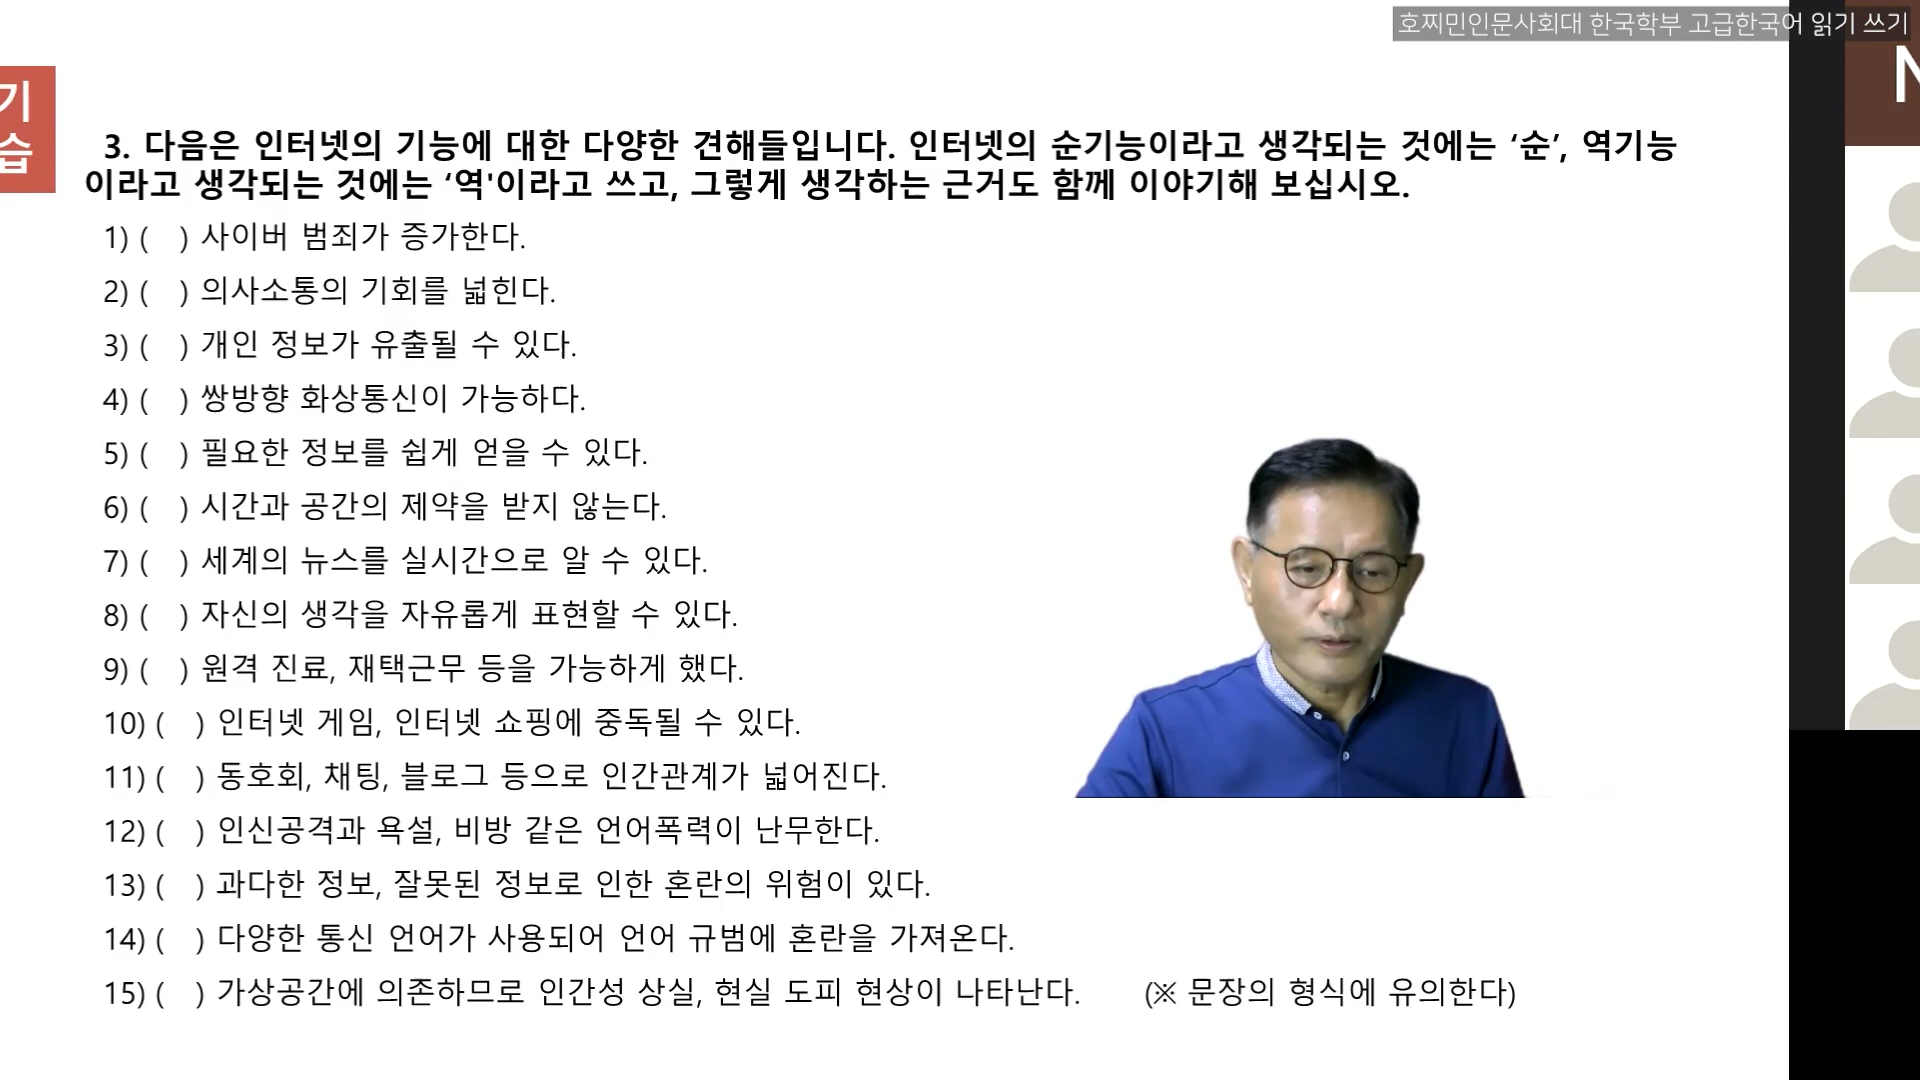 호찌민인문사회대 한국학부 고급한국어 읽기 쓰기
N
기
습
3. 다음은 인터넷의 기능에 대한 다양한 견해들입니다. 인터넷의 순기능이라고 생각되는 것에는 ‘순’, 역기능
이라고 생각되는 것에는 ‘역'이라고 쓰고, 그렇게 생각하는 근거도 함께 이야기해 보십시오.
1) (   ) 사이버 범죄가 증가한다.
2) (   ) 의사소통의 기회를 넓힌다.
3) (   ) 개인 정보가 유출될 수 있다.
4) (   ) 쌍방향 화상통신이 가능하다.
5) (   ) 필요한 정보를 쉽게 얻을 수 있다.
6) (   ) 시간과 공간의 제약을 받지 않는다.
7) (   ) 세계의 뉴스를 실시간으로 알 수 있다.
8) (   ) 자신의 생각을 자유롭게 표현할 수 있다.
9) (   ) 원격 진료, 재택근무 등을 가능하게 했다.
10) (   ) 인터넷 게임, 인터넷 쇼핑에 중독될 수 있다.
11) (   ) 동호회, 채팅, 블로그 등으로 인간관계가 넓어진다.
12) (   ) 인신공격과 욕설, 비방 같은 언어폭력이 난무한다.
13) (   ) 과다한 정보, 잘못된 정보로 인한 혼란의 위험이 있다.
14) (   ) 다양한 통신 언어가 사용되어 언어 규범에 혼란을 가져온다.
15) (   ) 가상공간에 의존하므로 인간성 상실, 현실 도피 현상이 나타난다. (※ 문장의 형식에 유의한다)